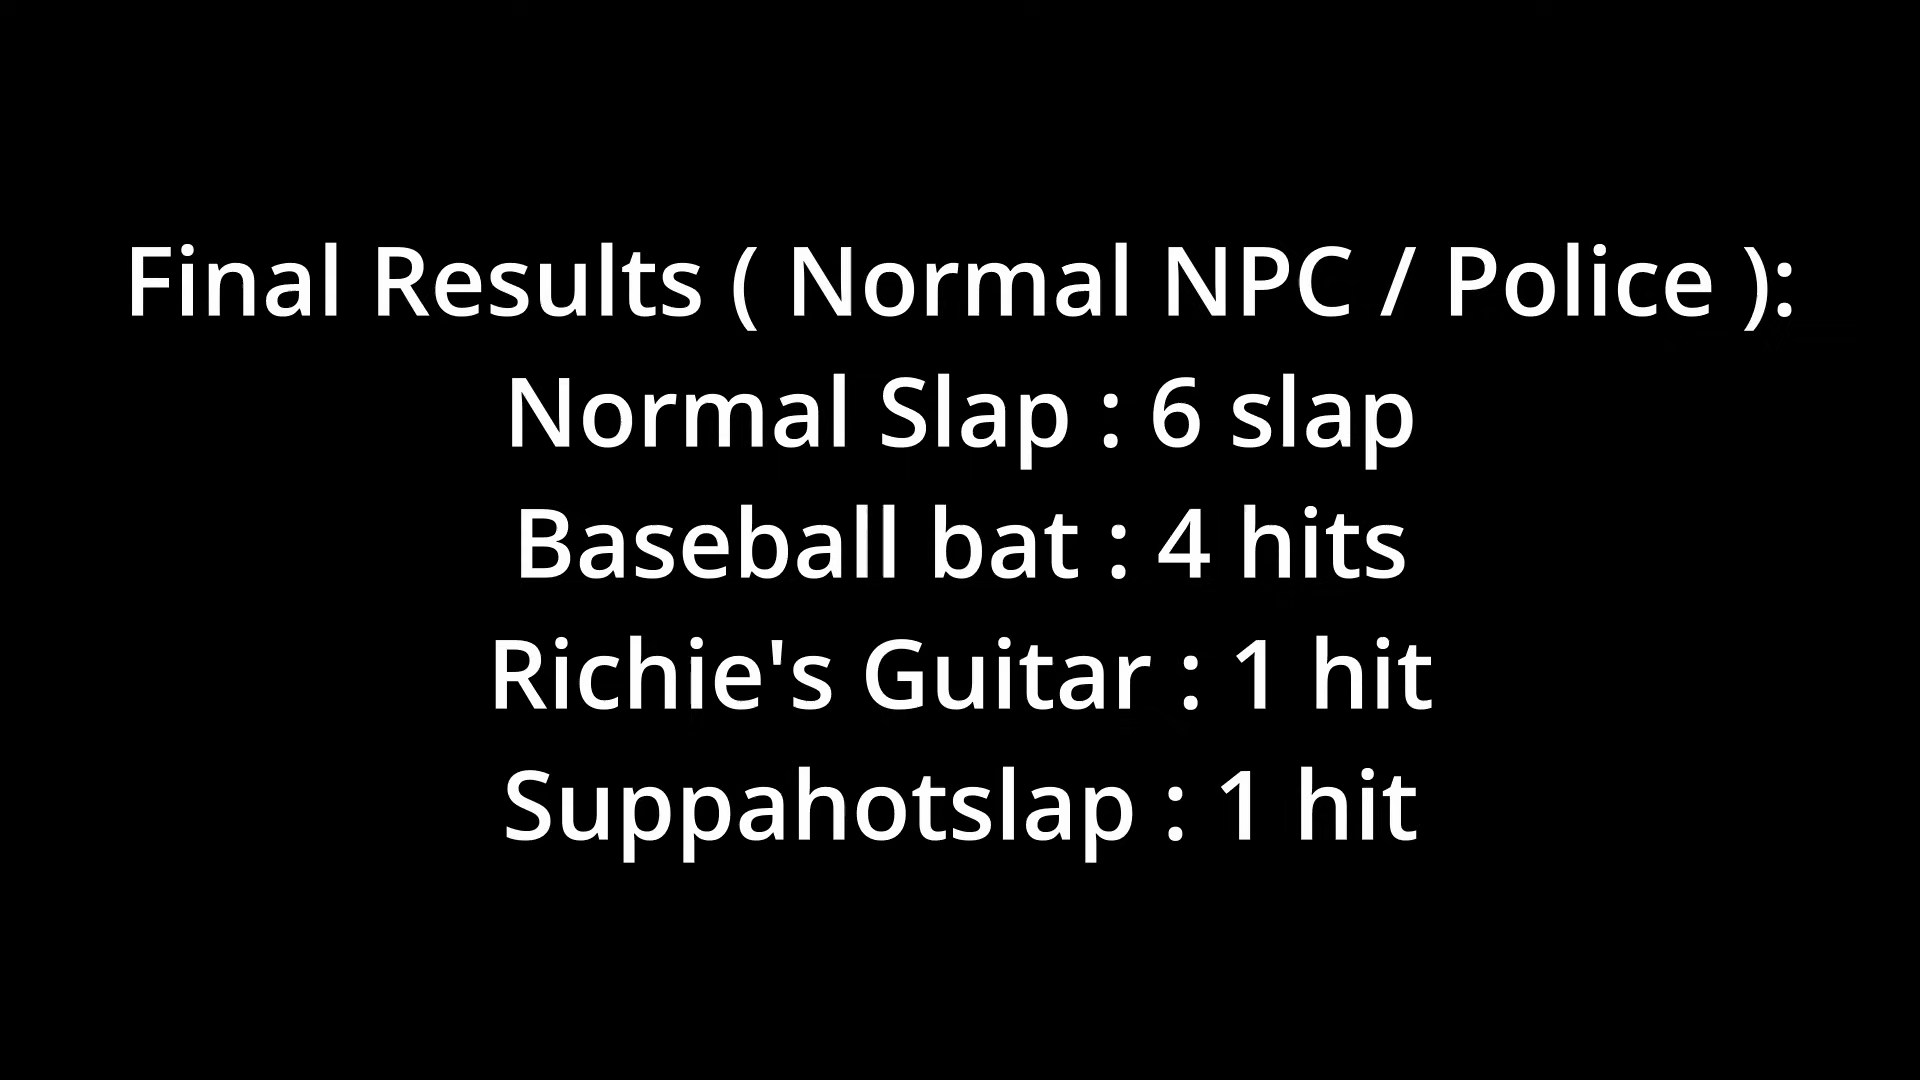 Final Results ( Normal NPC / Police ):
Normal Slap : 6 slap
Baseball bat : 4 hits
Richie's Guitar : 1 hit
Suppahotslap : 1 hit